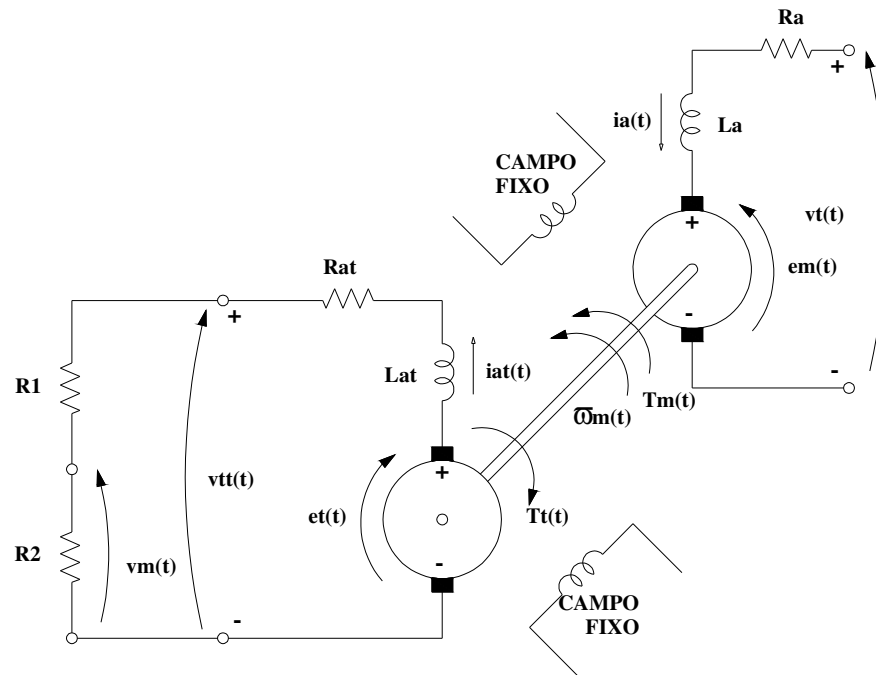 Ra
+
ia(t)
La
CAMPO
FIXO
vt(t)
+
em(t)
Rat
-
+
Lat
iat(t)
R1
-
Tm(t)
ϖm(t)
vtt(t)
+
et(t)
Tt(t)
R2
vm(t)
-
CAMPO
FIXO
-